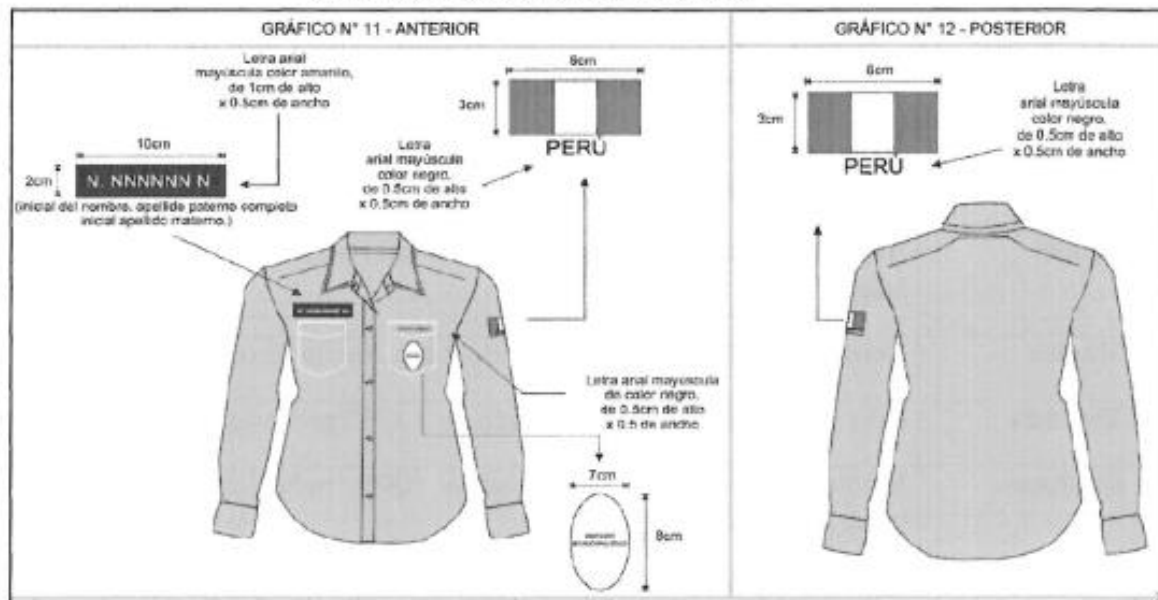 GRÁFICO N° 11 - ANTERIOR
Letra arial
mayúscula color amarillo,
de 1cm de alto
x 0.5cm de ancho
10cm
2cm
N. NNNNNN N
(inicial del nombre, apellido paterno completo
inicial apellido materno.)
3cm
PERÚ
Letra
arial mayúscula
color negro,
de 0.5cm de alto
x 0.5cm de ancho
Letra arial mayúscula
de color negro,
de 0.5cm de alto
x 0.5 de ancho
7cm
8cm
GRÁFICO N° 12 - POSTERIOR
6cm
3cm
PERÚ
Letra
arial mayúscula
color negro,
de 0.5cm de alto
x 0.5cm de ancho